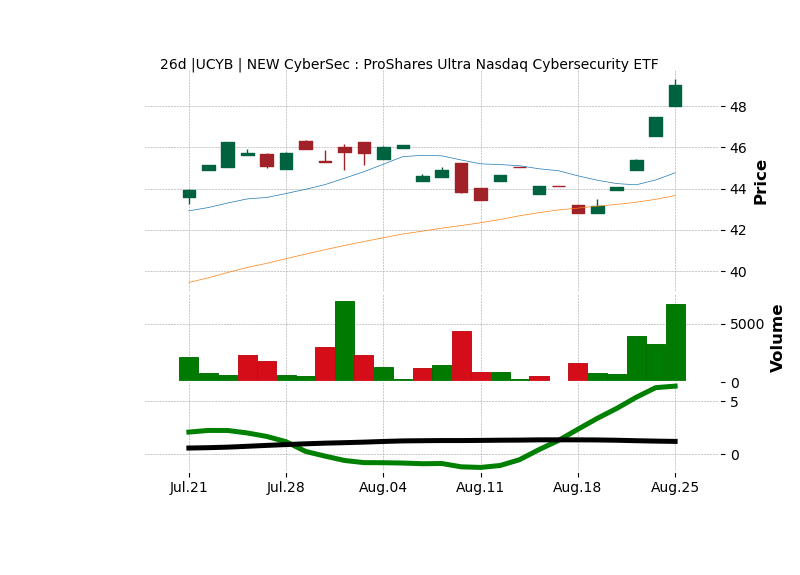 26d |UCYB | NEW CyberSec : ProShares Ultra Nasdaq Cybersecurity ETF
48
46
44
42
40
Price
5000
0
Volume
5
0
Jul.21 Jul.28 Aug.04 Aug.11 Aug.18 Aug.25